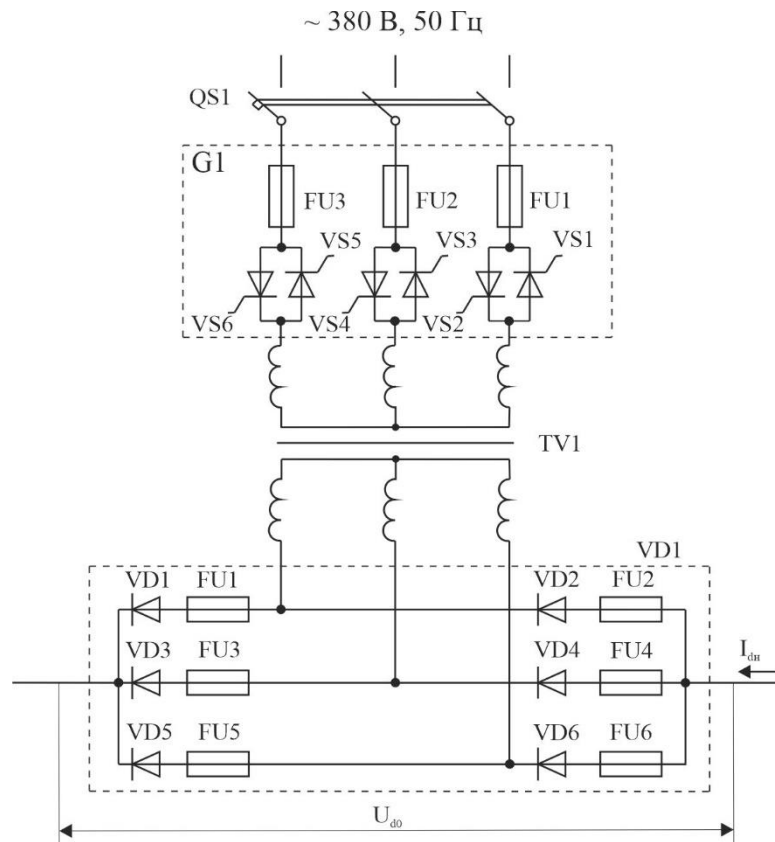 ~ 380 В, 50 Гц
QS1
G1
FU3 FU2 FU1
VS5 VS3 VS1
VS6 VS4 VS2
TV1
VD1
VD1 FU1 VD2 FU2
VD3 FU3 VD4 FU4 Idн
VD5 FU5 VD6 FU6
Ud0